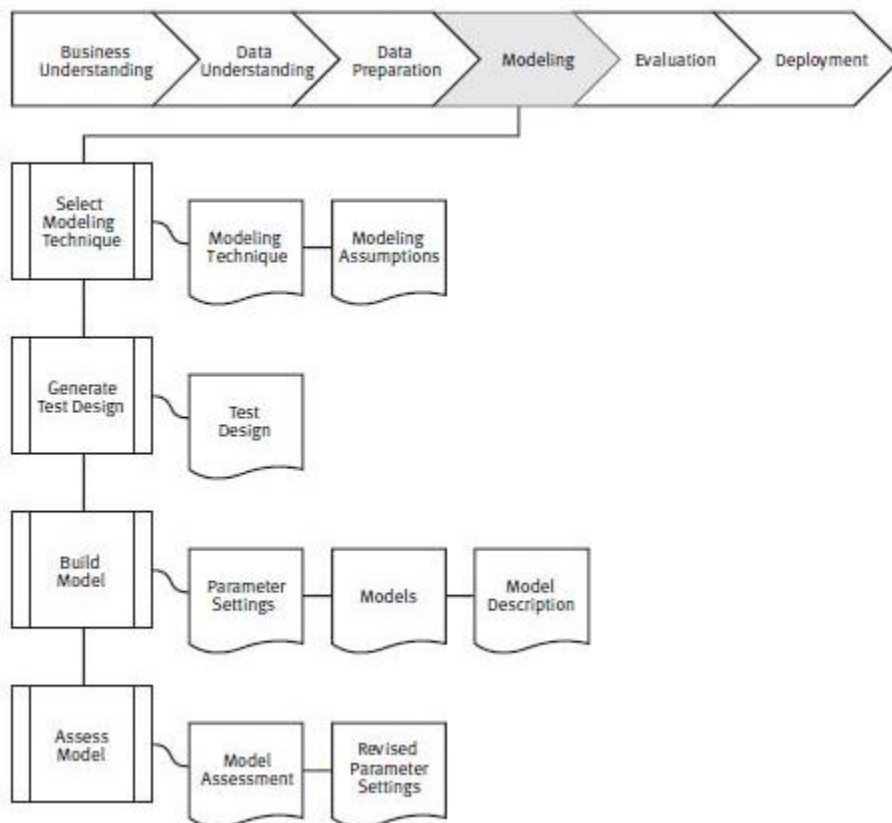 Business
Understanding
Data
Understanding
Data
Preparation
Modeling
Evaluation
Deployment
Select
Modeling
Technique
Modeling
Technique
Modeling
Assumptions
Generate
Test Design
Test
Design
Build
Model
Parameter
Settings
Models
Model
Description
Assess
Model
Model
Assessment
Revised
Parameter
Settings